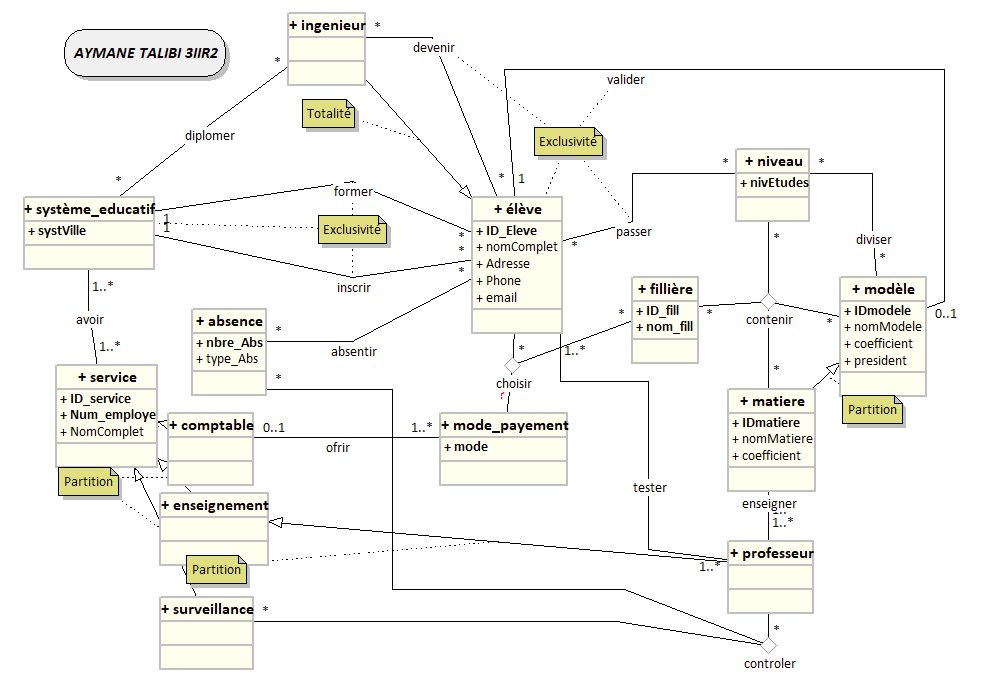 + ingenieur
*
AYMANE TALIBI 3IIR2
devenir
*
valider
Totalité
diplomer
Exclusivité
*
+ niveau
*
+ nivEtudes
*
former
*
1
+ système_educatif
+ systVille
1
1
Exclusivité
*
*
*
+ élève
+ ID_Eleve
+ nomComplet
+ Adresse
+ Phone
+ email
*
passer
*
diviser
*
inscrir
1..*
avoir
1..*
+ fillière
+ ID_fill
+ nom_fill
*
*
contenir
*
+ modèle
+ IDmodele
+ nomModele
+ coefficient
+ president
0..1
+ absence
+ nbre_Abs
+ type_Abs
*
*
absentir
*
1..*
choisir
*
+ service
+ ID_service
+ Num_employe
+ NomComplet
+ matiere
+ IDmatiere
+ nomMatiere
+ coefficient
Partition
+ comptable
0..1
ofrir
1..*
+ mode_payement
+ mode
Partition
tester
+ enseignement
enseigner
1..*
Partition
1..*
+ professeur
+ surveillance
*
*
controler